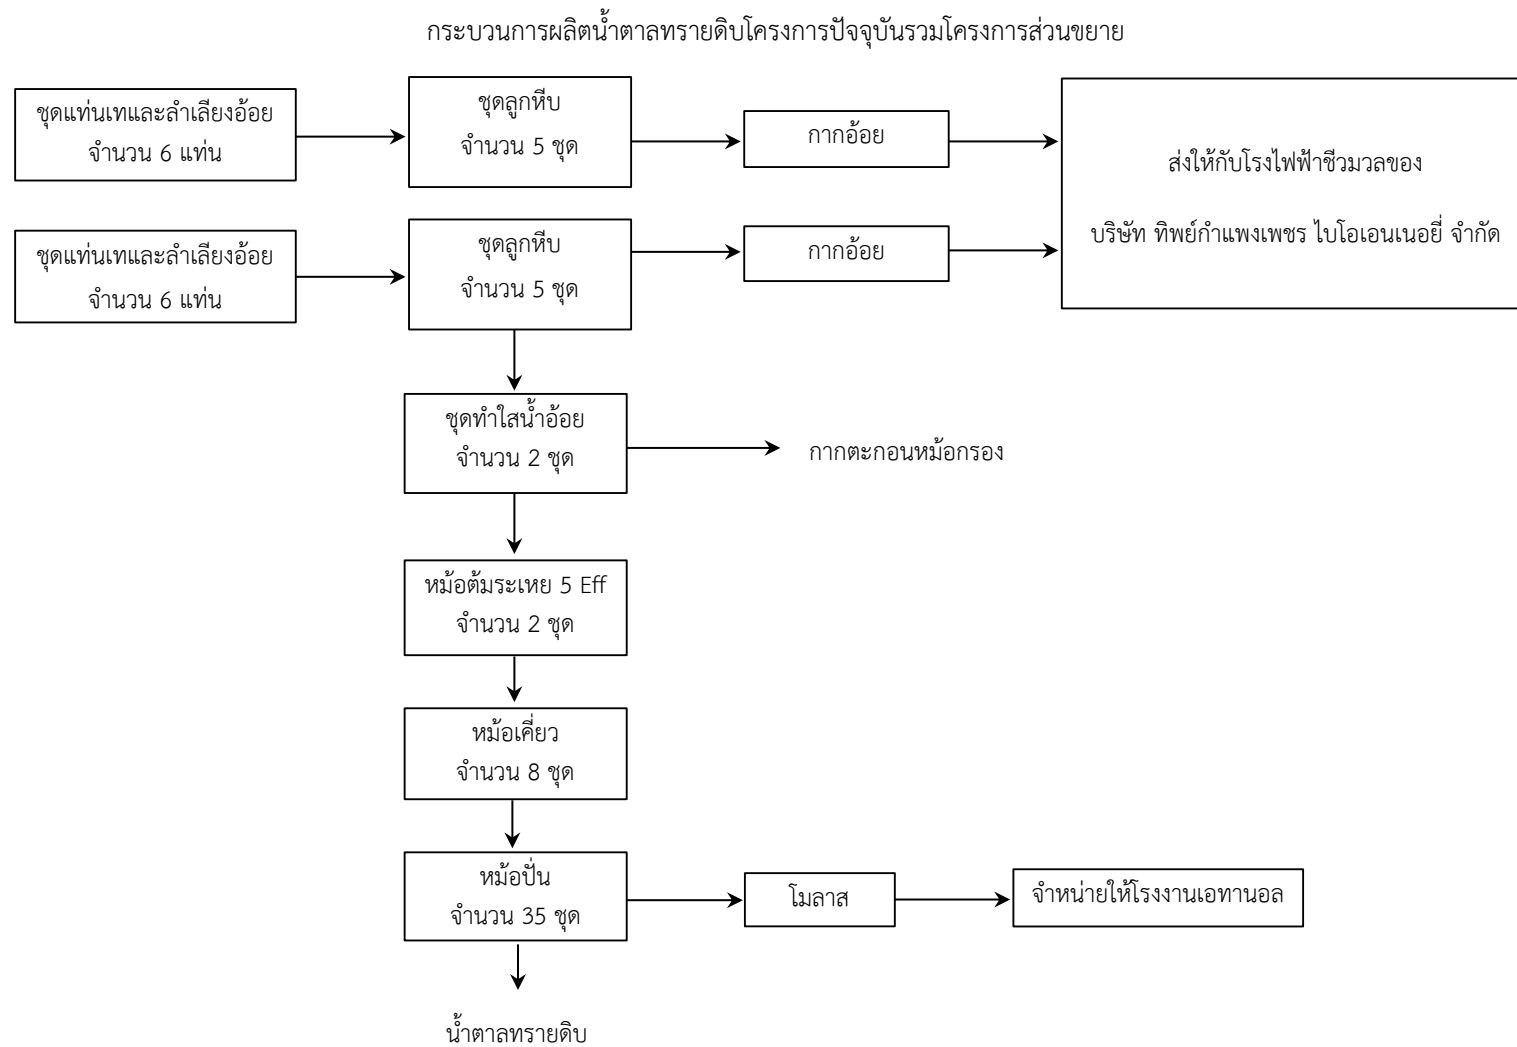 กระบวนการผลิตน้ำตาลทรายดิบโครงการปัจจุบันรวมโครงการส่วนขยาย
ชุดแท่นเทและลำเลียงอ้อย
จำนวน 6 แท่น
ชุดลูกหีบ
จำนวน 5 ชุด
กากอ้อย
ส่งให้กับโรงไฟฟ้าชีวมวลของ
บริษัท ทิพย์กำแพงเพชร ไบโอเอนเนอยี่ จำกัด
ชุดแท่นเทและลำเลียงอ้อย
จำนวน 6 แท่น
ชุดลูกหีบ
จำนวน 5 ชุด
กากอ้อย
ชุดทำใสน้ำอ้อย
จำนวน 2 ชุด
กากตะกอนหม้อกรอง
หม้อต้มระเหย 5 Eff
จำนวน 2 ชุด
หม้อเคี่ยว
จำนวน 8 ชุด
หม้อปั่น
จำนวน 35 ชุด
โมลาส
จำหน่ายให้โรงงานเอทานอล
น้ำตาลทรายดิบ